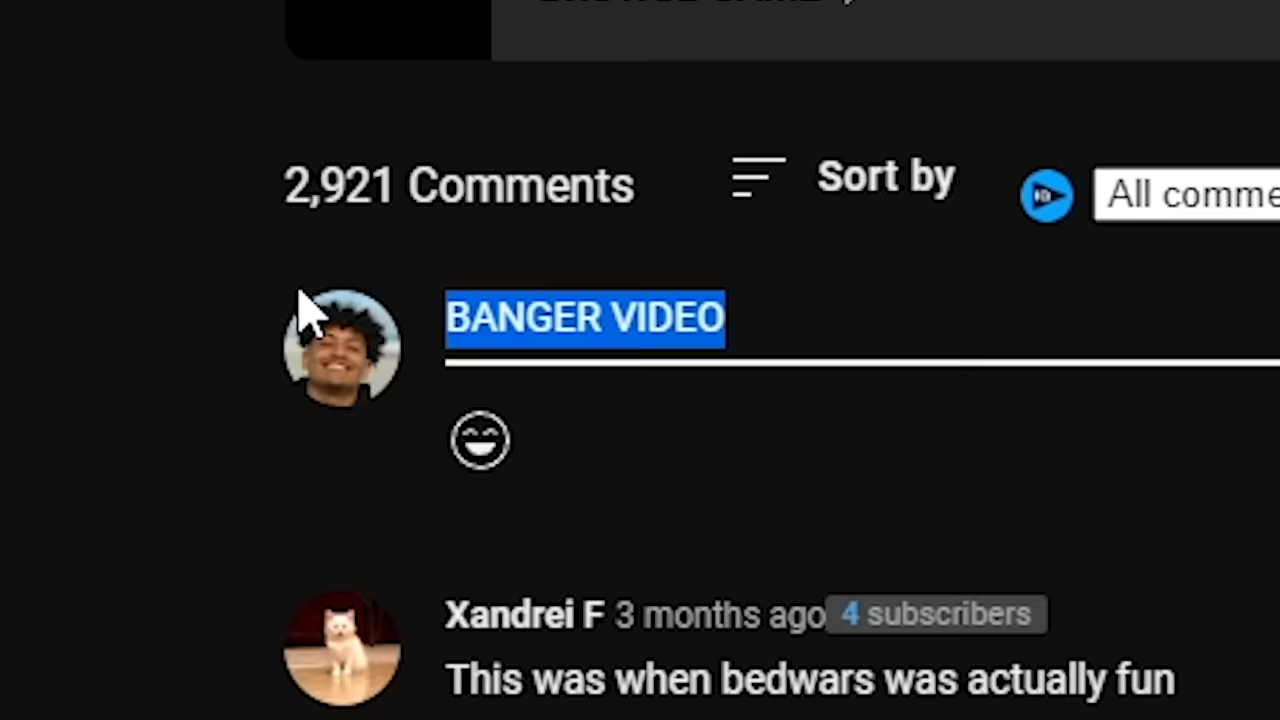 2,921 Comments
Sort by
All comme
BANGER VIDEO
Xandrei F 3 months ago 4 subscribers
This was when bedwars was actually fun